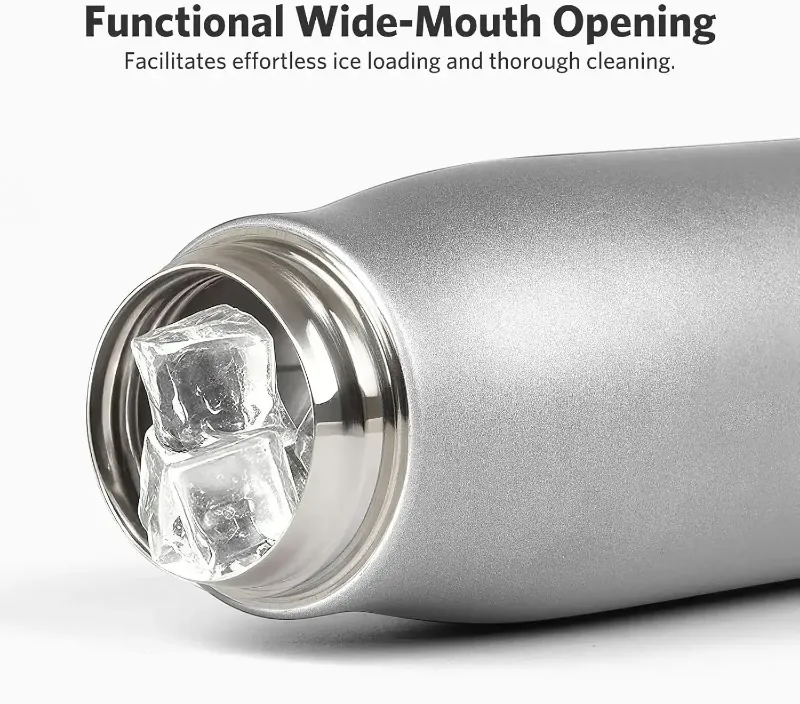 Functional Wide-Mouth Opening
Facilitates effortless ice loading and thorough cleaning.